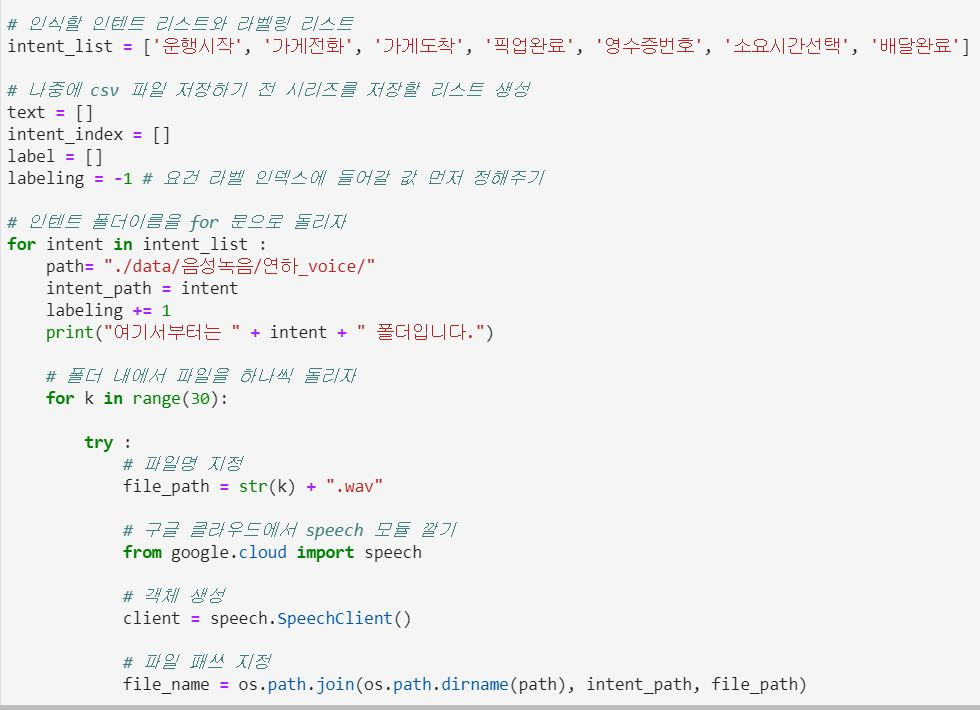 # 인식할 인텐트 리스트와 라벨링 리스트
intent_list = ['운행시작', '가게전화', '가게도착', '픽업완료', '영수증번호', '소요시간선택', '배달완료']
# 나중에 csv 파일 저장하기 전 시리즈를 저장할 리스트 생성
text = []
intent_index = []
label = []
labeling = -1 # 요건 라벨 인덱스에 들어갈 값 먼저 정해주기
# 인텐트 폴더이름을 for 문으로 돌리자
for intent in intent_list :
    path= "./data/음성녹음/연하_voice/"
    intent_path = intent
    labeling += 1
    print("여기서부터는 " + intent + " 폴더입니다.")
    # 폴더 내에서 파일을 하나씩 돌리자
    for k in range(30):
        try :
            # 파일명 지정
            file_path = str(k) + ".wav"
            # 구글 클라우드에서 speech 모듈 깔기
            from google.cloud import speech
            # 객체 생성
            client = speech.SpeechClient()
            # 파일 패쓰 지정
            file_name = os.path.join(os.path.dirname(path), intent_path, file_path)